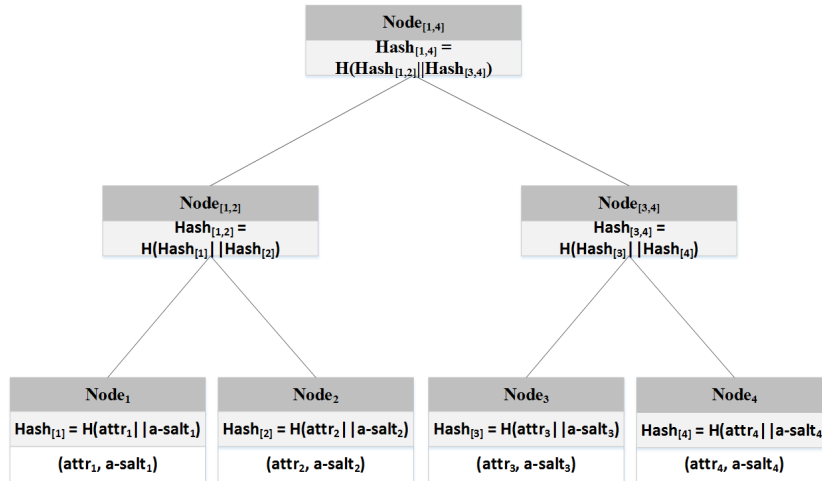 Node[1,4]
Hash[1,4] =
H(Hash[1,2]||Hash[3,4])
Node[1,2]
Hash[1,2] =
H(Hash[1]||Hash[2])
Node[3,4]
Hash[3,4] =
H(Hash[3]||Hash[4])
Node1
Hash[1] = H(attr1||a-salt1)
(attr1, a-salt1)
Node2
Hash[2] = H(attr2||a-salt2)
(attr2, a-salt2)
Node3
Hash[3] = H(attr3||a-salt3)
(attr3, a-salt3)
Node4
Hash[4] = H(attr4||a-salt4
(attr4, a-salt4)